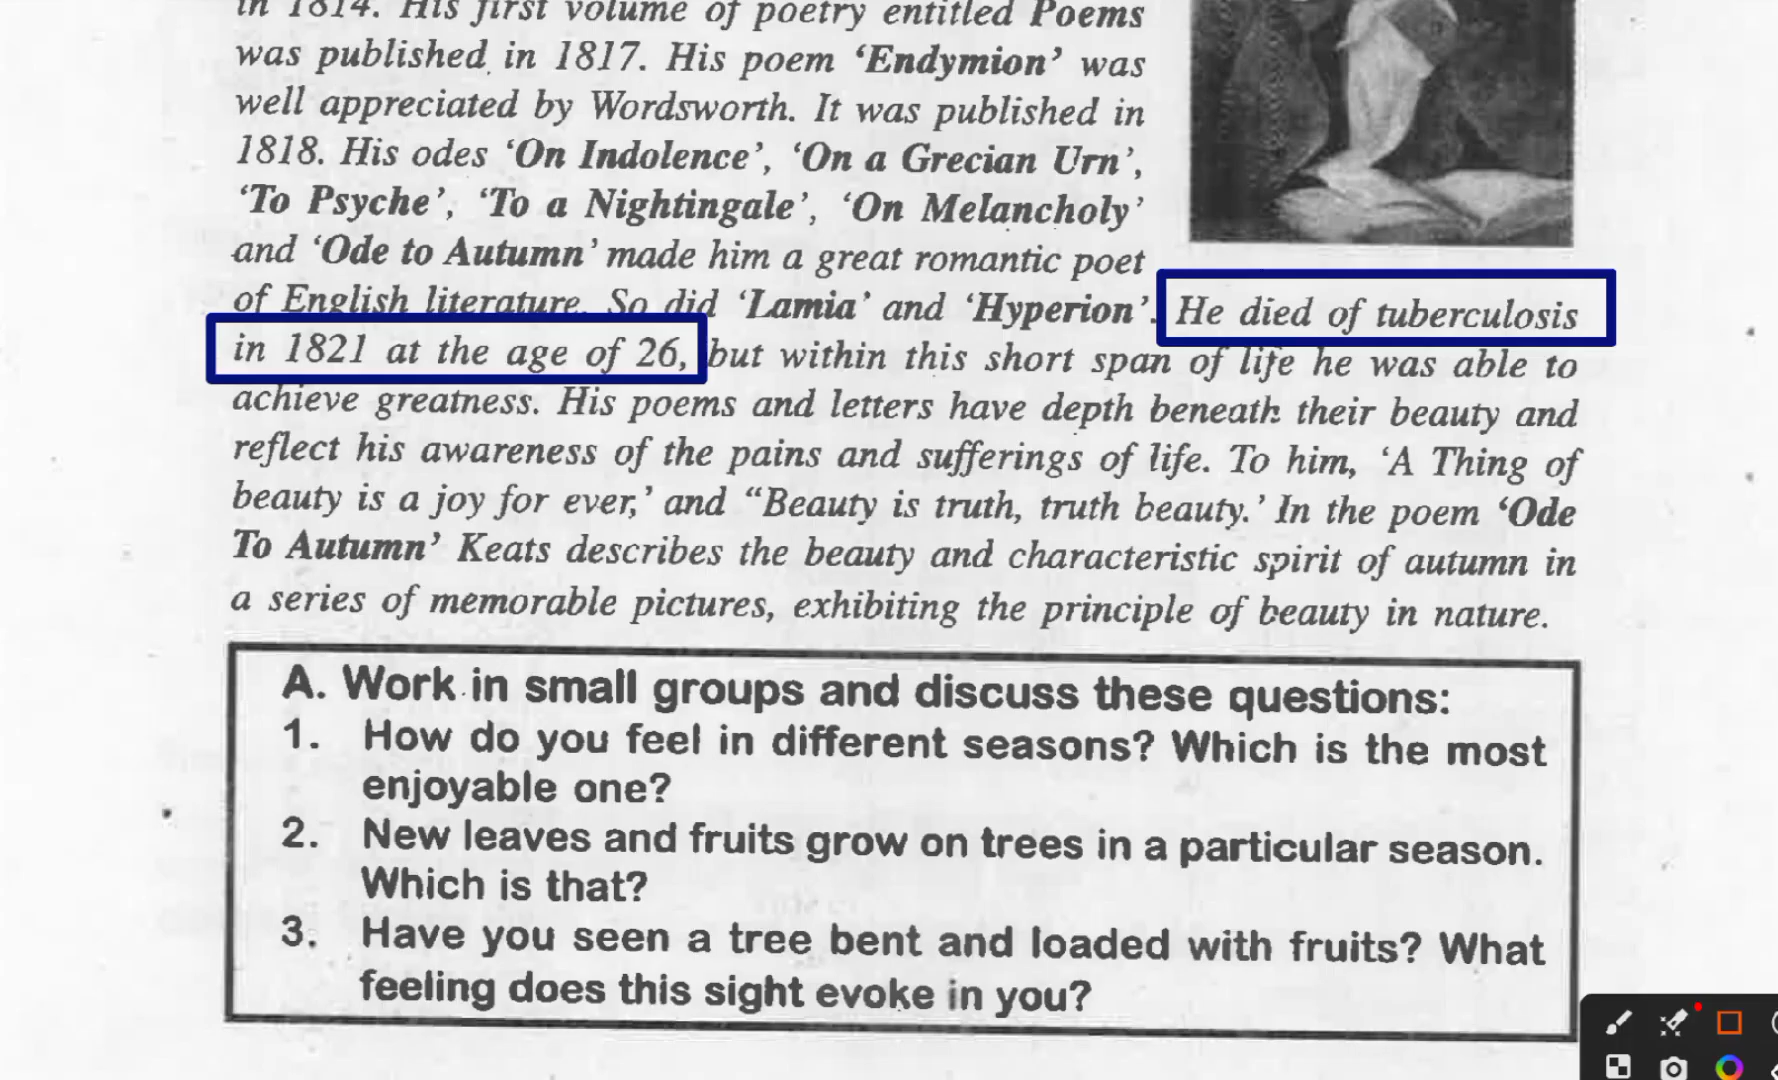 in 1814. His first volume of poetry entitled Poems
was published in 1817. His poem ‘Endymion’ was
well appreciated by Wordsworth. It was published in
1818. His odes ‘On Indolence’, ‘On a Grecian Urn’,
‘To Psyche’, ‘To a Nightingale’, ‘On Melancholy’
and ‘Ode to Autumn’ made him a great romantic poet
of English literature. So did ‘Lamia’ and ‘Hyperion’. He died of tuberculosis
in 1821 at the age of 26, but within this short span of life he was able to
achieve greatness. His poems and letters have depth beneath their beauty and
reflect his awareness of the pains and sufferings of life. To him, ‘A Thing of
beauty is a joy for ever,’ and “Beauty is truth, truth beauty.’ In the poem ‘Ode
To Autumn’ Keats describes the beauty and characteristic spirit of autumn in
a series of memorable pictures, exhibiting the principle of beauty in nature.
A. Work in small groups and discuss these questions:
1. How do you feel in different seasons? Which is the most
enjoyable one?
2. New leaves and fruits grow on trees in a particular season.
Which is that?
3. Have you seen a tree bent and loaded with fruits? What
feeling does this sight evoke in you?